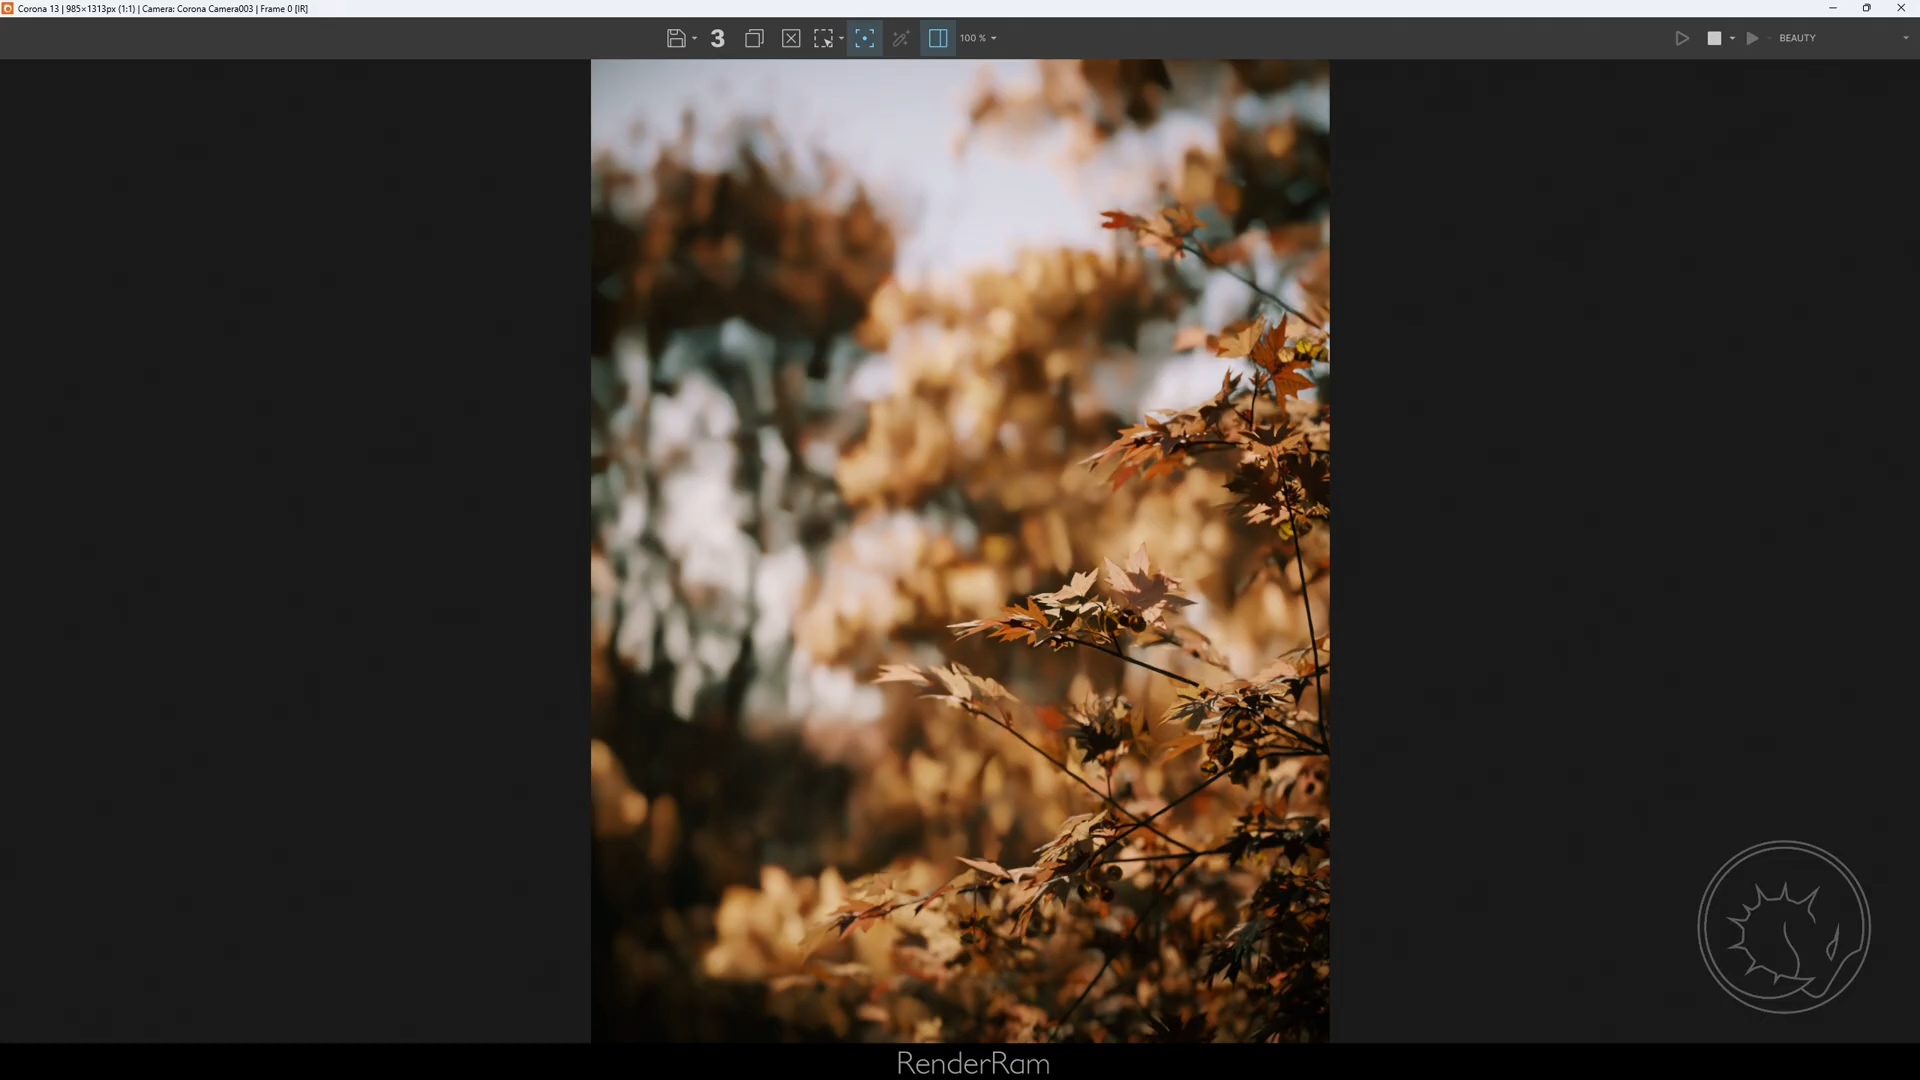 Corona 13 | 985×1313px (1:1) | Camera: Corona Camera003 | Frame 0 [IR]
3
100 %
BEAUTY
RenderRam